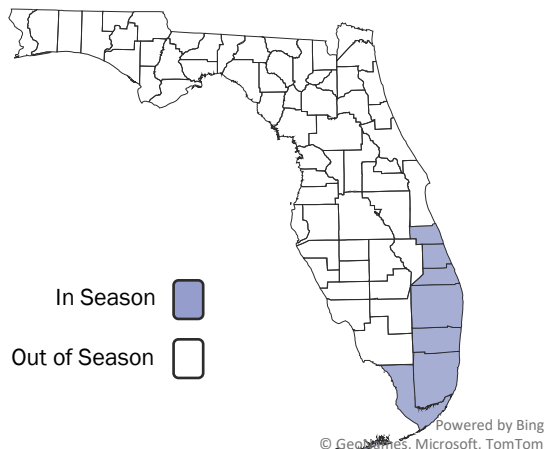 In Season
Out of Season
Powered by Bing
© GeoNames, Microsoft, TomTom